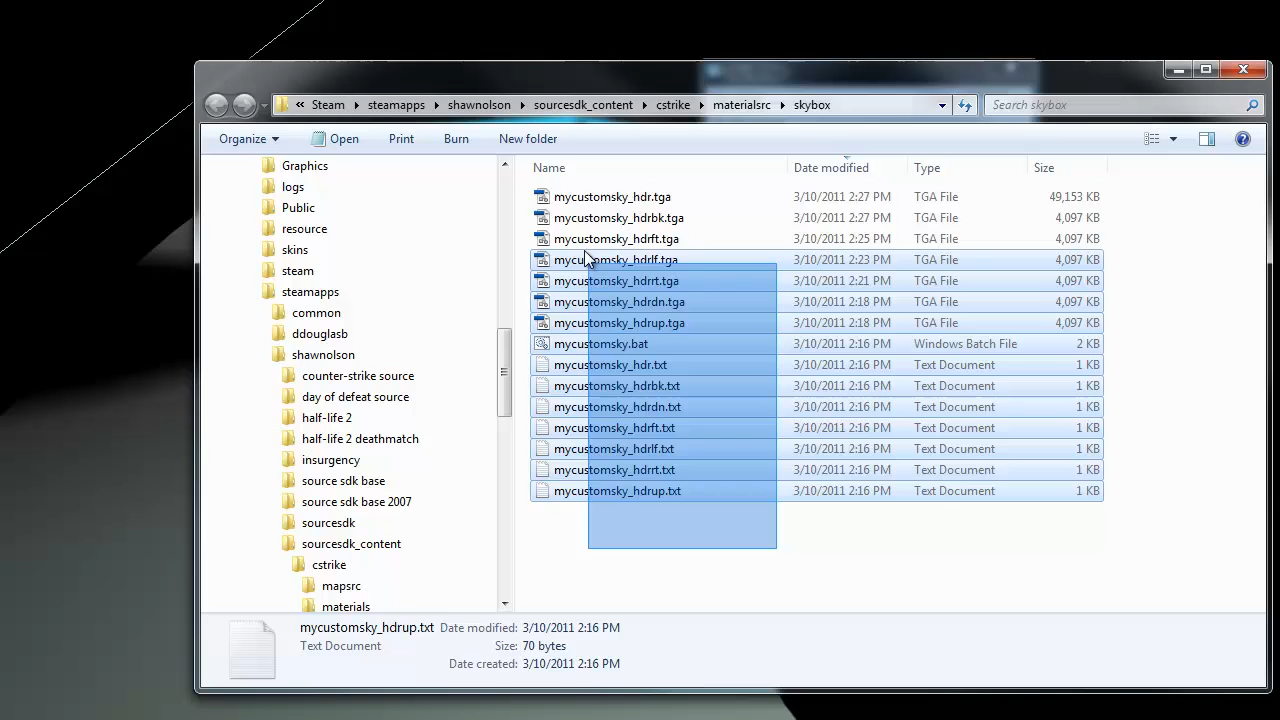 « Steam steamapps shawnolson sourcesdk_content cstrike materialsrc skybox Search skybox
Organize Open Print Burn New folder
Graphics
logs
Public
resource
skins
steam
steamapps
common
ddouglasb
shawnolson
counter-strike source
day of defeat source
half-life 2
half-life 2 deathmatch
insurgency
source sdk base
source sdk base 2007
sourcesdk
sourcesdk_content
cstrike
mapsrc
materials
Name Date modified Type Size
mycustomsky_hdr.tga 3/10/2011 2:27 PM TGA File 49,153 KB
mycustomsky_hdrbk.tga 3/10/2011 2:27 PM TGA File 4,097 KB
mycustomsky_hdrft.tga 3/10/2011 2:25 PM TGA File 4,097 KB
mycustomsky_hdrlf.tga 3/10/2011 2:23 PM TGA File 4,097 KB
mycustomsky_hdrrt.tga 3/10/2011 2:21 PM TGA File 4,097 KB
mycustomsky_hdrdn.tga 3/10/2011 2:18 PM TGA File 4,097 KB
mycustomsky_hdrup.tga 3/10/2011 2:18 PM TGA File 4,097 KB
mycustomsky.bat 3/10/2011 2:16 PM Windows Batch File 2 KB
mycustomsky_hdr.txt 3/10/2011 2:16 PM Text Document 1 KB
mycustomsky_hdrbk.txt 3/10/2011 2:16 PM Text Document 1 KB
mycustomsky_hdrdn.txt 3/10/2011 2:16 PM Text Document 1 KB
mycustomsky_hdrft.txt 3/10/2011 2:16 PM Text Document 1 KB
mycustomsky_hdrlf.txt 3/10/2011 2:16 PM Text Document 1 KB
mycustomsky_hdrrt.txt 3/10/2011 2:16 PM Text Document 1 KB
mycustomsky_hdrup.txt 3/10/2011 2:16 PM Text Document 1 KB
mycustomsky_hdrup.txt Date modified: 3/10/2011 2:16 PM
Text Document Size: 70 bytes
Date created: 3/10/2011 2:16 PM